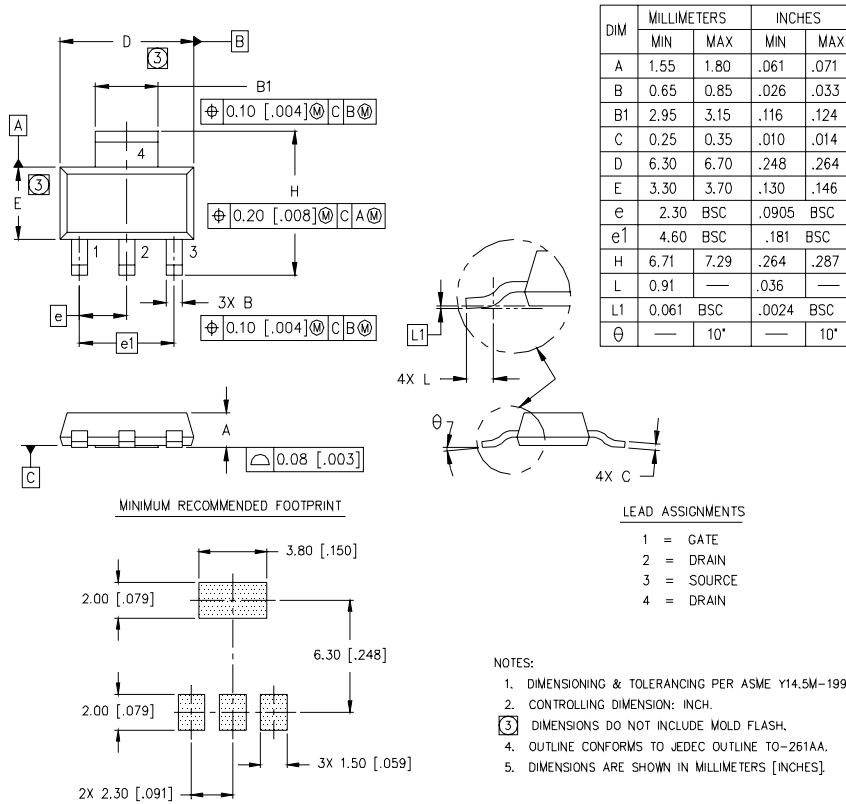 D
B
3
B1
⌖ 0.10 [.004]Ⓜ C BⓂ
A
4
3
E
H
⌖ 0.20 [.008]Ⓜ C AⓂ
1 2 3
3X B
e
⌖ 0.10 [.004]Ⓜ C BⓂ
e1
DIM MILLIMETERS INCHES
MIN MAX MIN MAX
A 1.55 1.80 .061 .071
B 0.65 0.85 .026 .033
B1 2.95 3.15 .116 .124
C 0.25 0.35 .010 .014
D 6.30 6.70 .248 .264
E 3.30 3.70 .130 .146
e 2.30 BSC .0905 BSC
e1 4.60 BSC .181 BSC
H 6.71 7.29 .264 .287
L 0.91 — .036 —
L1 0.061 BSC .0024 BSC
θ — 10° — 10°
L1
4X L
A
C
⌓ 0.08 [.003]
θ
4X C
MINIMUM RECOMMENDED FOOTPRINT
3.80 [.150]
2.00 [.079]
6.30 [.248]
2.00 [.079]
3X 1.50 [.059]
2X 2.30 [.091]
LEAD ASSIGNMENTS
1 = GATE
2 = DRAIN
3 = SOURCE
4 = DRAIN
NOTES:
1. DIMENSIONING & TOLERANCING PER ASME Y14.5M-199
2. CONTROLLING DIMENSION: INCH.
3 DIMENSIONS DO NOT INCLUDE MOLD FLASH.
4. OUTLINE CONFORMS TO JEDEC OUTLINE TO-261AA.
5. DIMENSIONS ARE SHOWN IN MILLIMETERS [INCHES].